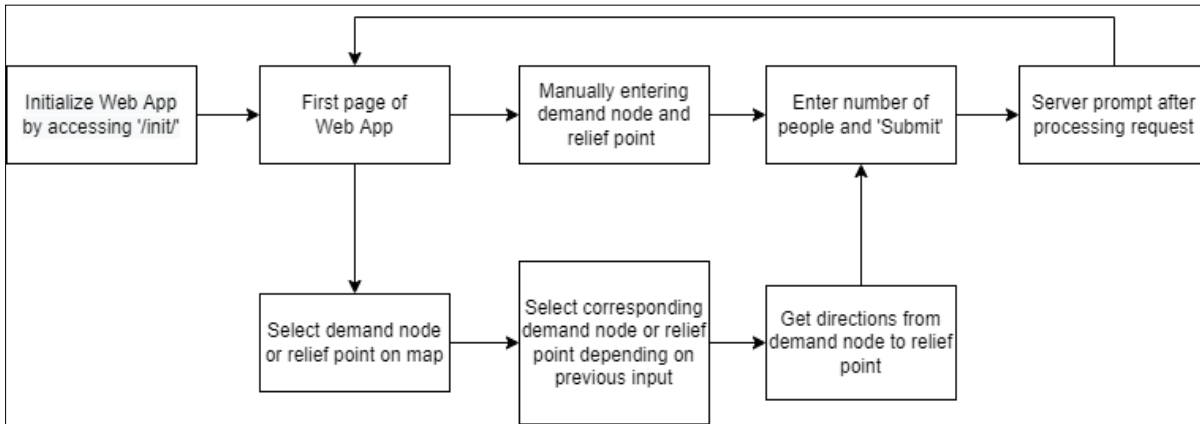 Initialize Web App
by accessing '/init/'
First page of
Web App
Manually entering
demand node and
relief point
Enter number of
people and 'Submit'
Server prompt after
processing request
Select demand node
or relief point on map
Select corresponding
demand node or relief
point depending on
previous input
Get directions from
demand node to relief
point